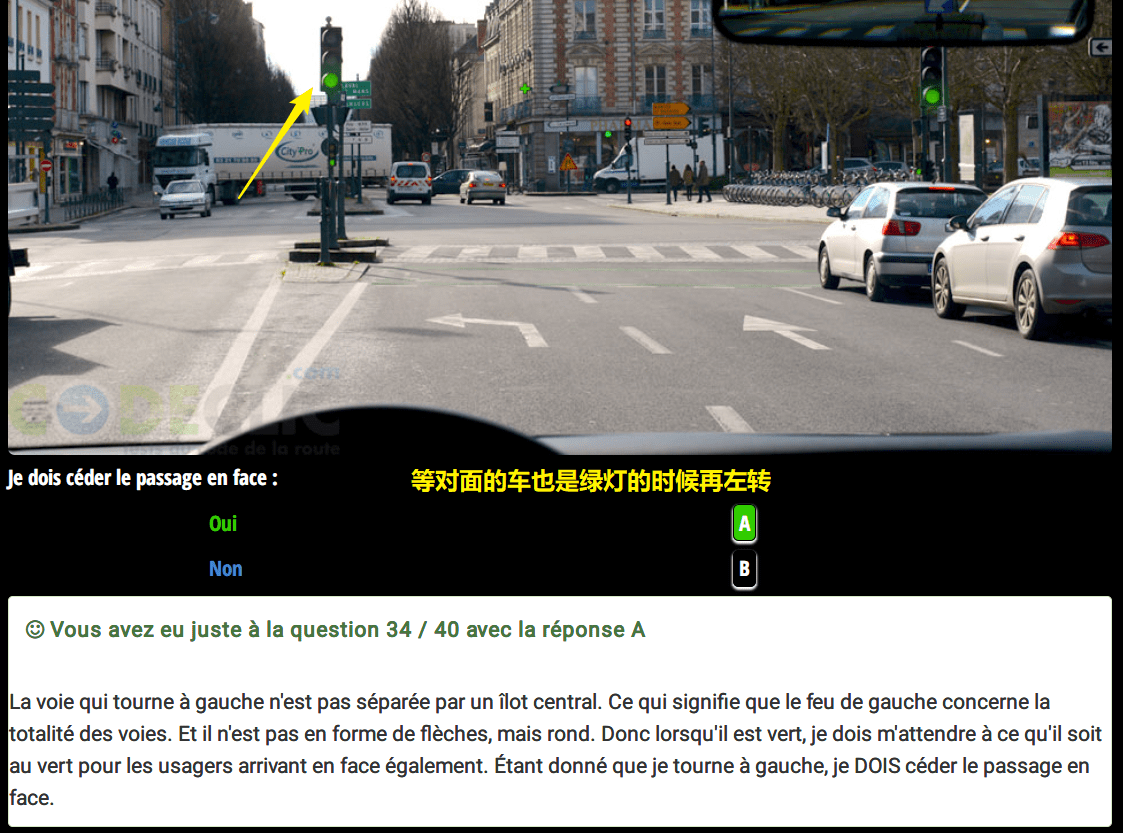 CityPro
CODECLIC
.com
Tests du code de la route
Je dois céder le passage en face :
等对面的车也是绿灯的时候再左转
Oui
A
Non
B
Vous avez eu juste à la question 34 / 40 avec la réponse A
La voie qui tourne à gauche n'est pas séparée par un îlot central. Ce qui signifie que le feu de gauche concerne la
totalité des voies. Et il n'est pas en forme de flèches, mais rond. Donc lorsqu'il est vert, je dois m'attendre à ce qu'il soit
au vert pour les usagers arrivant en face également. Étant donné que je tourne à gauche, je DOIS céder le passage en
face.